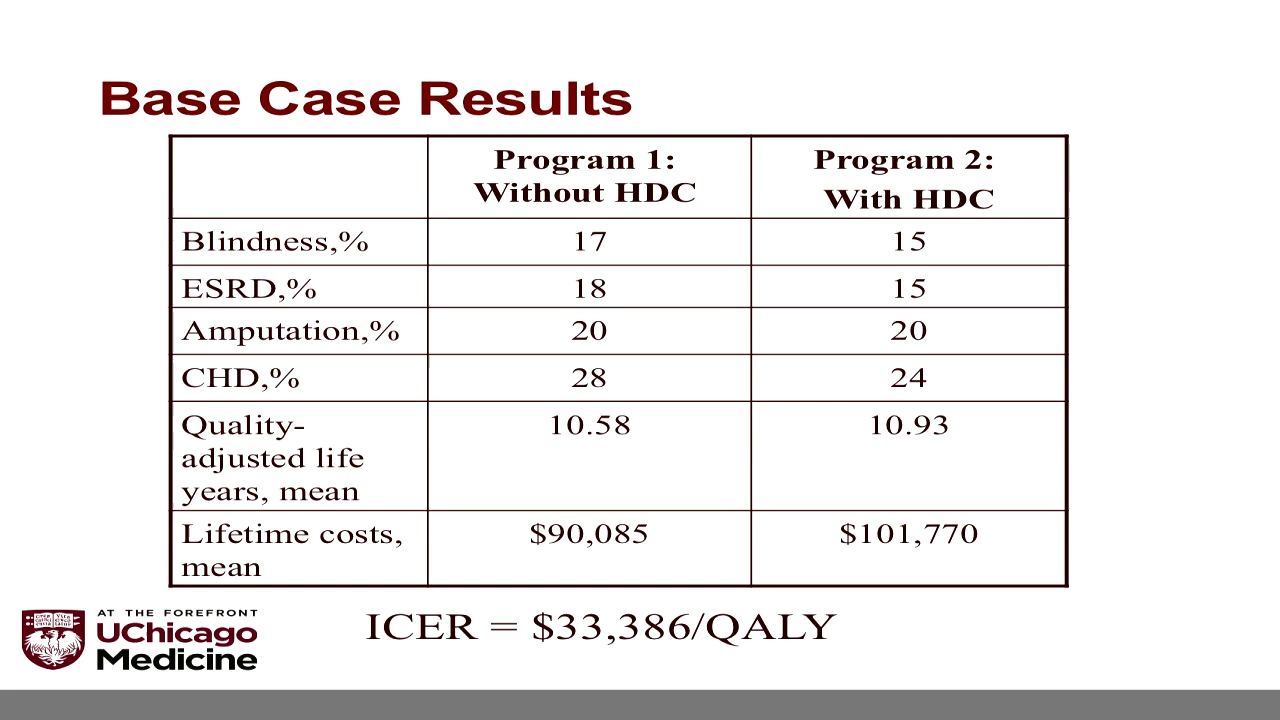 Base Case Results
Program 1:
Without HDC
Program 2:
With HDC
Blindness,% 17 15
ESRD,% 18 15
Amputation,% 20 20
CHD,% 28 24
Quality- 10.58 10.93
adjusted life
years, mean
Lifetime costs, $90,085 $101,770
mean
ICER = $33,386/QALY
AT THE FOREFRONT
UChicago
Medicine